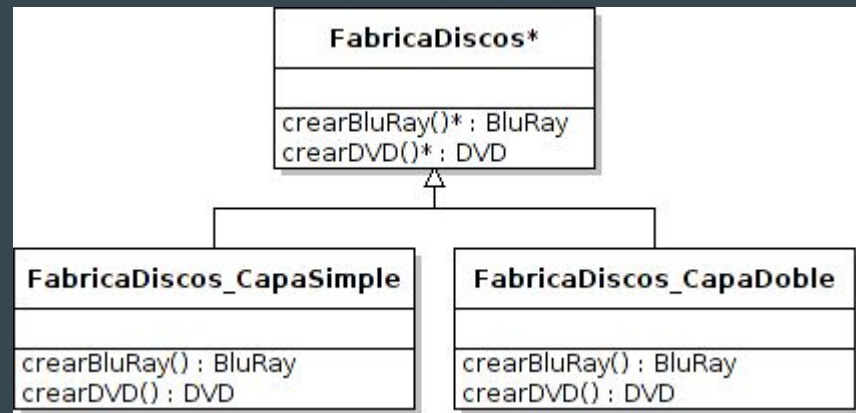 FabricaDiscos*
crearBluRay()* : BluRay
crearDVD()* : DVD
FabricaDiscos_CapaSimple
crearBluRay() : BluRay
crearDVD() : DVD
FabricaDiscos_CapaDoble
crearBluRay() : BluRay
crearDVD() : DVD